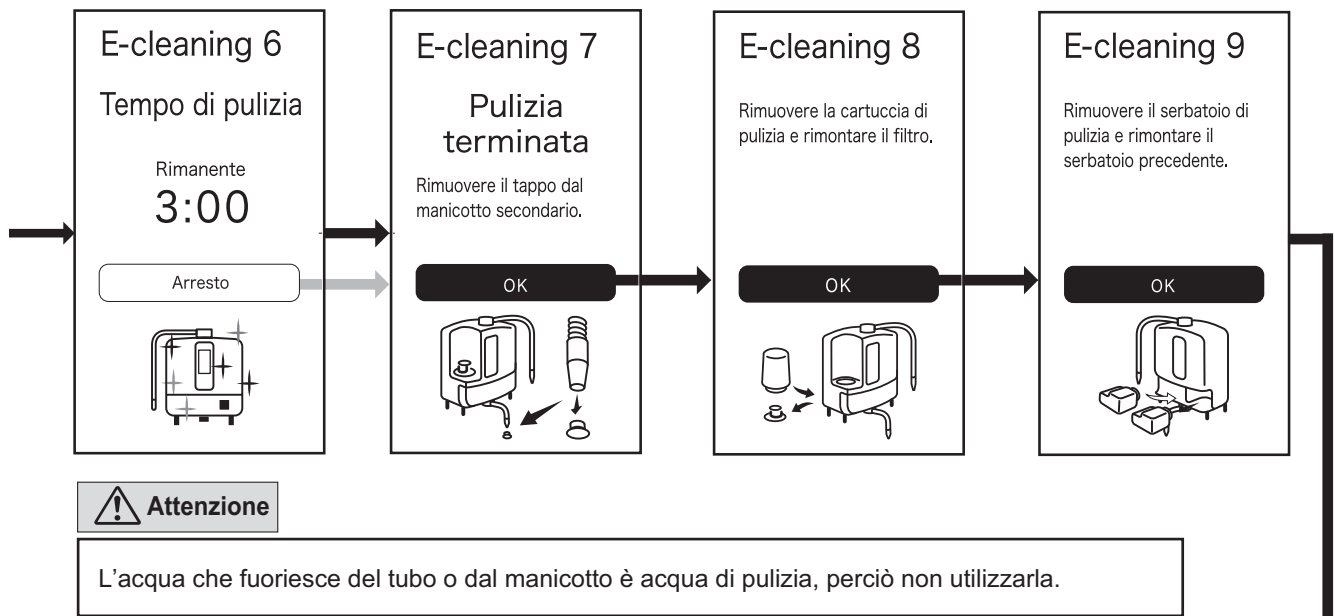 E-cleaning 6
Tempo di pulizia
Rimanente
3:00
Arresto
E-cleaning 7
Pulizia
terminata
Rimuovere il tappo dal
manicotto secondario.
OK
E-cleaning 8
Rimuovere la cartuccia di
pulizia e rimontare il filtro.
OK
E-cleaning 9
Rimuovere il serbatoio di
pulizia e rimontare il
serbatoio precedente.
OK
Attenzione
L'acqua che fuoriesce del tubo o dal manicotto è acqua di pulizia, perciò non utilizzarla.